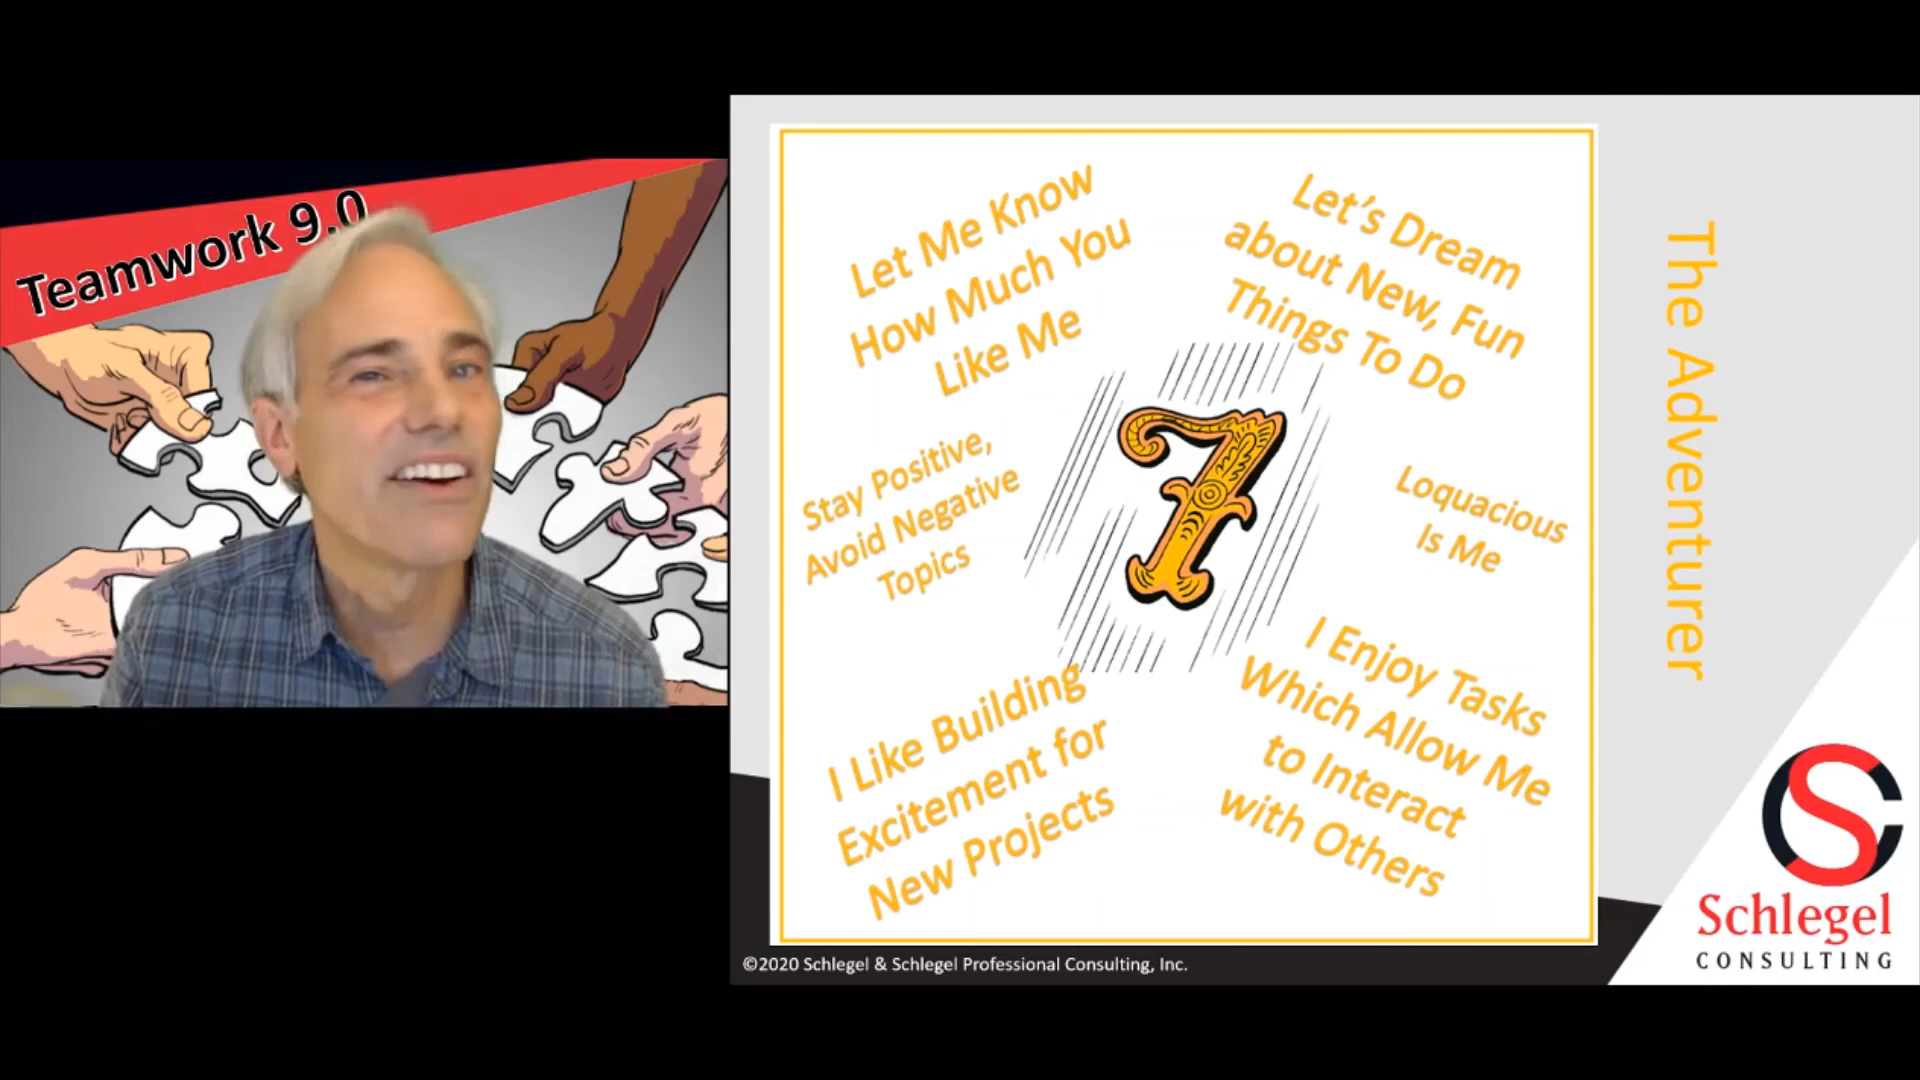 Teamwork 9.0
Let Me Know
How Much You
Like Me
Let's Dream
about New, Fun
Things To Do
Stay Positive,
Avoid Negative
Topics
7
Loquacious
Is Me
I Like Building
Excitement for
New Projects
I Enjoy Tasks
Which Allow Me
to Interact
with Others
The Adventurer
Schlegel
CONSULTING
©2020 Schlegel & Schlegel Professional Consulting, Inc.